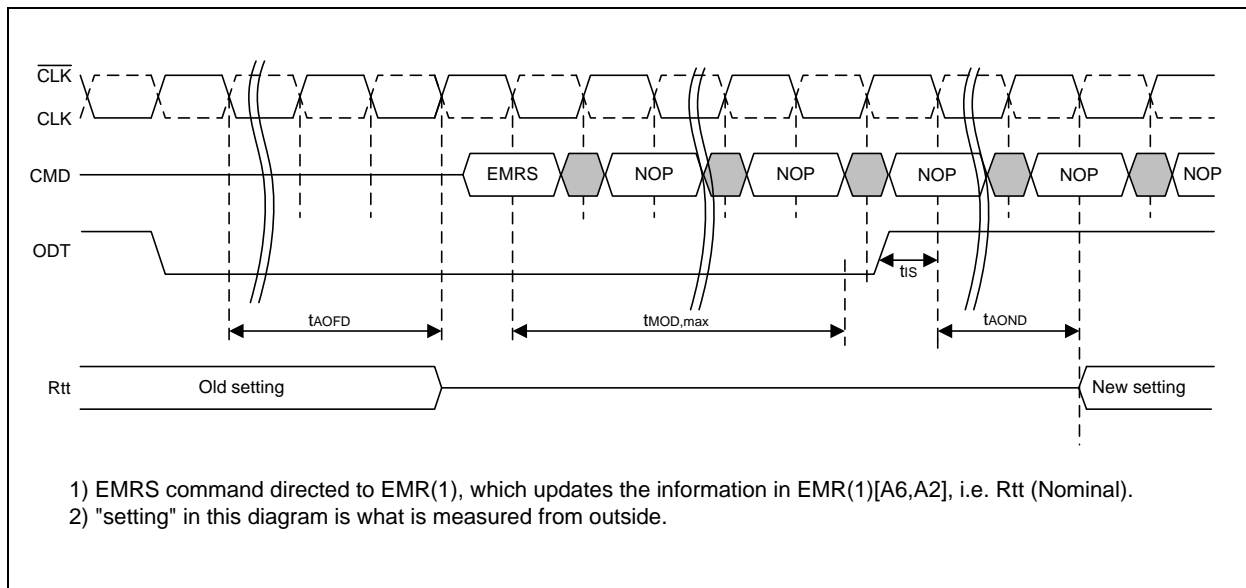 CLK
CLK
CMD EMRS NOP NOP NOP NOP NOP
ODT
tIS
tAOFD tMOD,max tAOND
Rtt Old setting New setting
1) EMRS command directed to EMR(1), which updates the information in EMR(1)[A6,A2], i.e. Rtt (Nominal).
2) "setting" in this diagram is what is measured from outside.